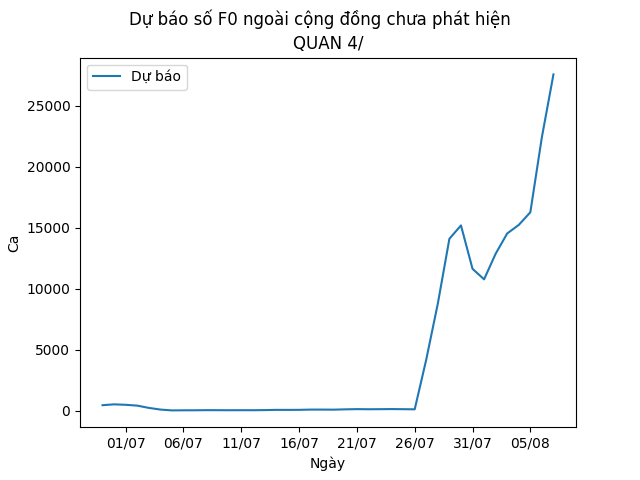 Dự báo số F0 ngoài cộng đồng chưa phát hiện
QUAN 4/
Dự báo
25000
20000
15000
10000
5000
0
Ca
01/07 06/07 11/07 16/07 21/07 26/07 31/07 05/08
Ngày